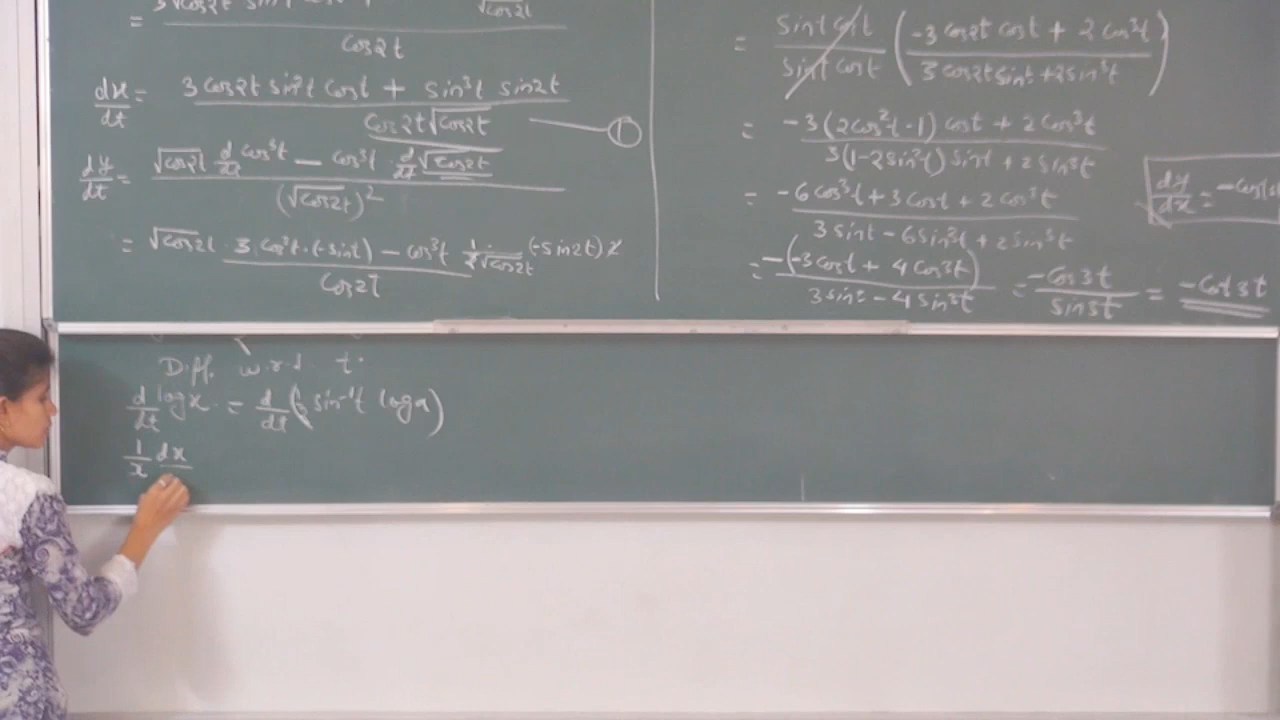 = cos2t
dx/dt = (3 cos2t sin²t cost + sin³t sin2t) / (cos2t √cos2t) ①
dy/dt = (√cos2t d/dt cos³t − cos³t · d/dt √cos2t) / (√cos2t)²
= (√cos2t · 3 cos²t · (-sint) − cos³t 1/(2√cos2t) (-sin2t) 2) / cos2t
= (sint cost) / (sint cost) ((-3 cos2t cost + 2 cos³t) / (3 cos2t sint + 2 sin³t))
= (-3(2cos²t - 1) cost + 2 cos³t) / (3(1-2sin²t) sint + 2 sin³t)
= (-6 cos³t + 3 cost + 2 cos³t) / (3 sint − 6 sin³t + 2 sin³t)
= -(-3 cost + 4 cos3t) / (3 sint − 4 sin³t) = -cos3t / sin3t = -cot3t
dy/dx =
Diff. w.r.t t.
d/dt logx = d/dt ( sin⁻¹t loga)
1/x dx